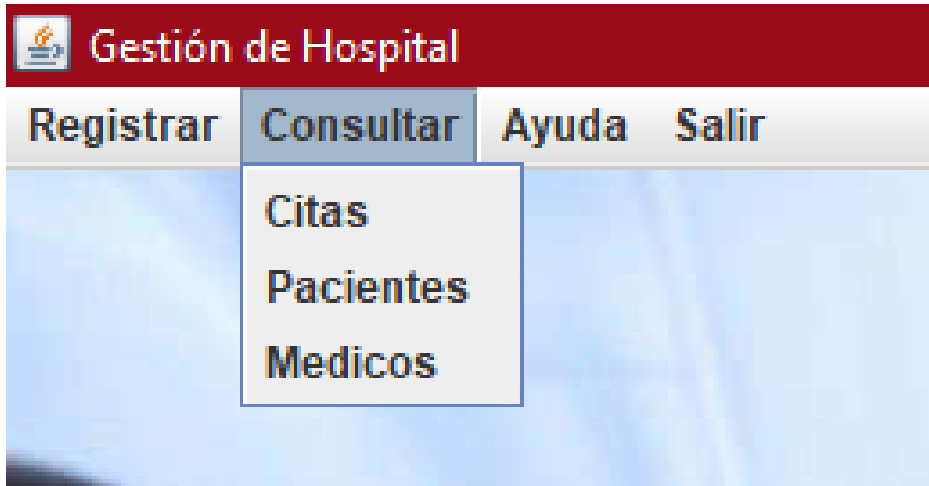 Gestión de Hospital
Registrar Consultar Ayuda Salir
Citas
Pacientes
Medicos